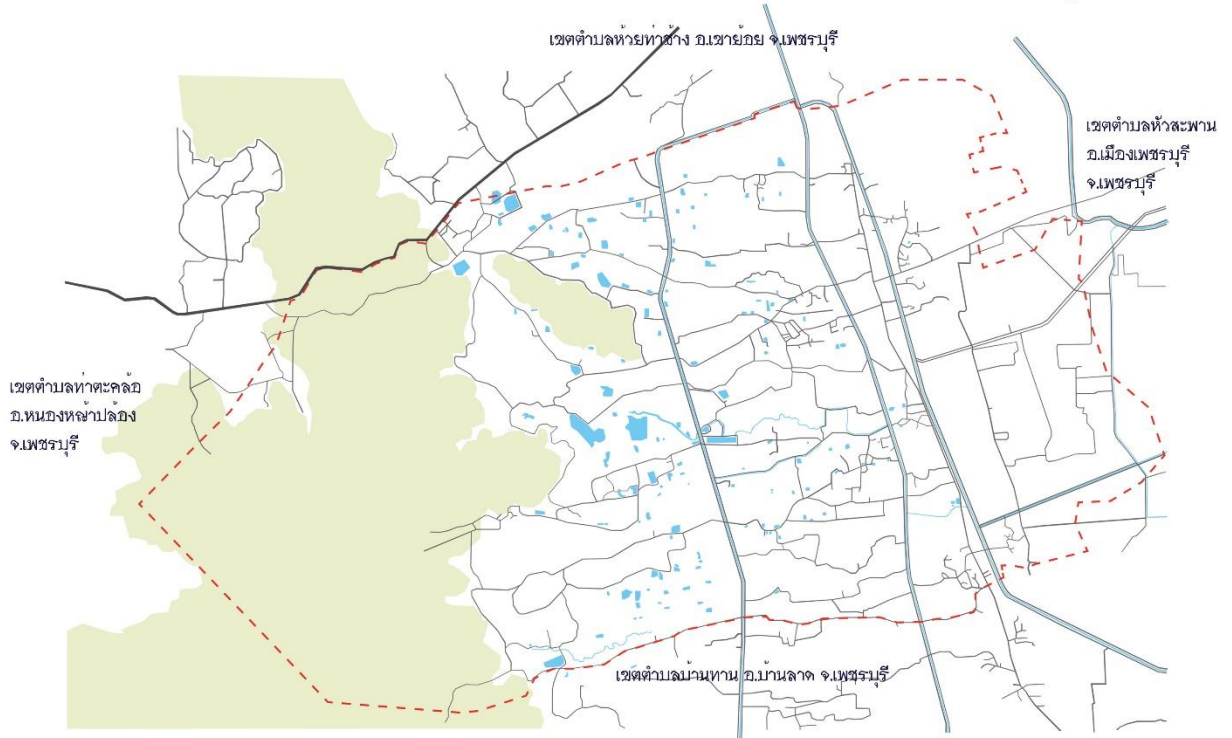 เขตตำบลห้วยท่าช้าง อ.เขาย้อย จ.เพชรบุรี
เขตตำบลหัวสะพาน
อ.เมืองเพชรบุรี
จ.เพชรบุรี
เขตตำบลท่าตะคล้อ
อ.หนองหญ้าปล้อง
จ.เพชรบุรี
เขตตำบลบ้านทาน อ.บ้านลาด จ.เพชรบุรี